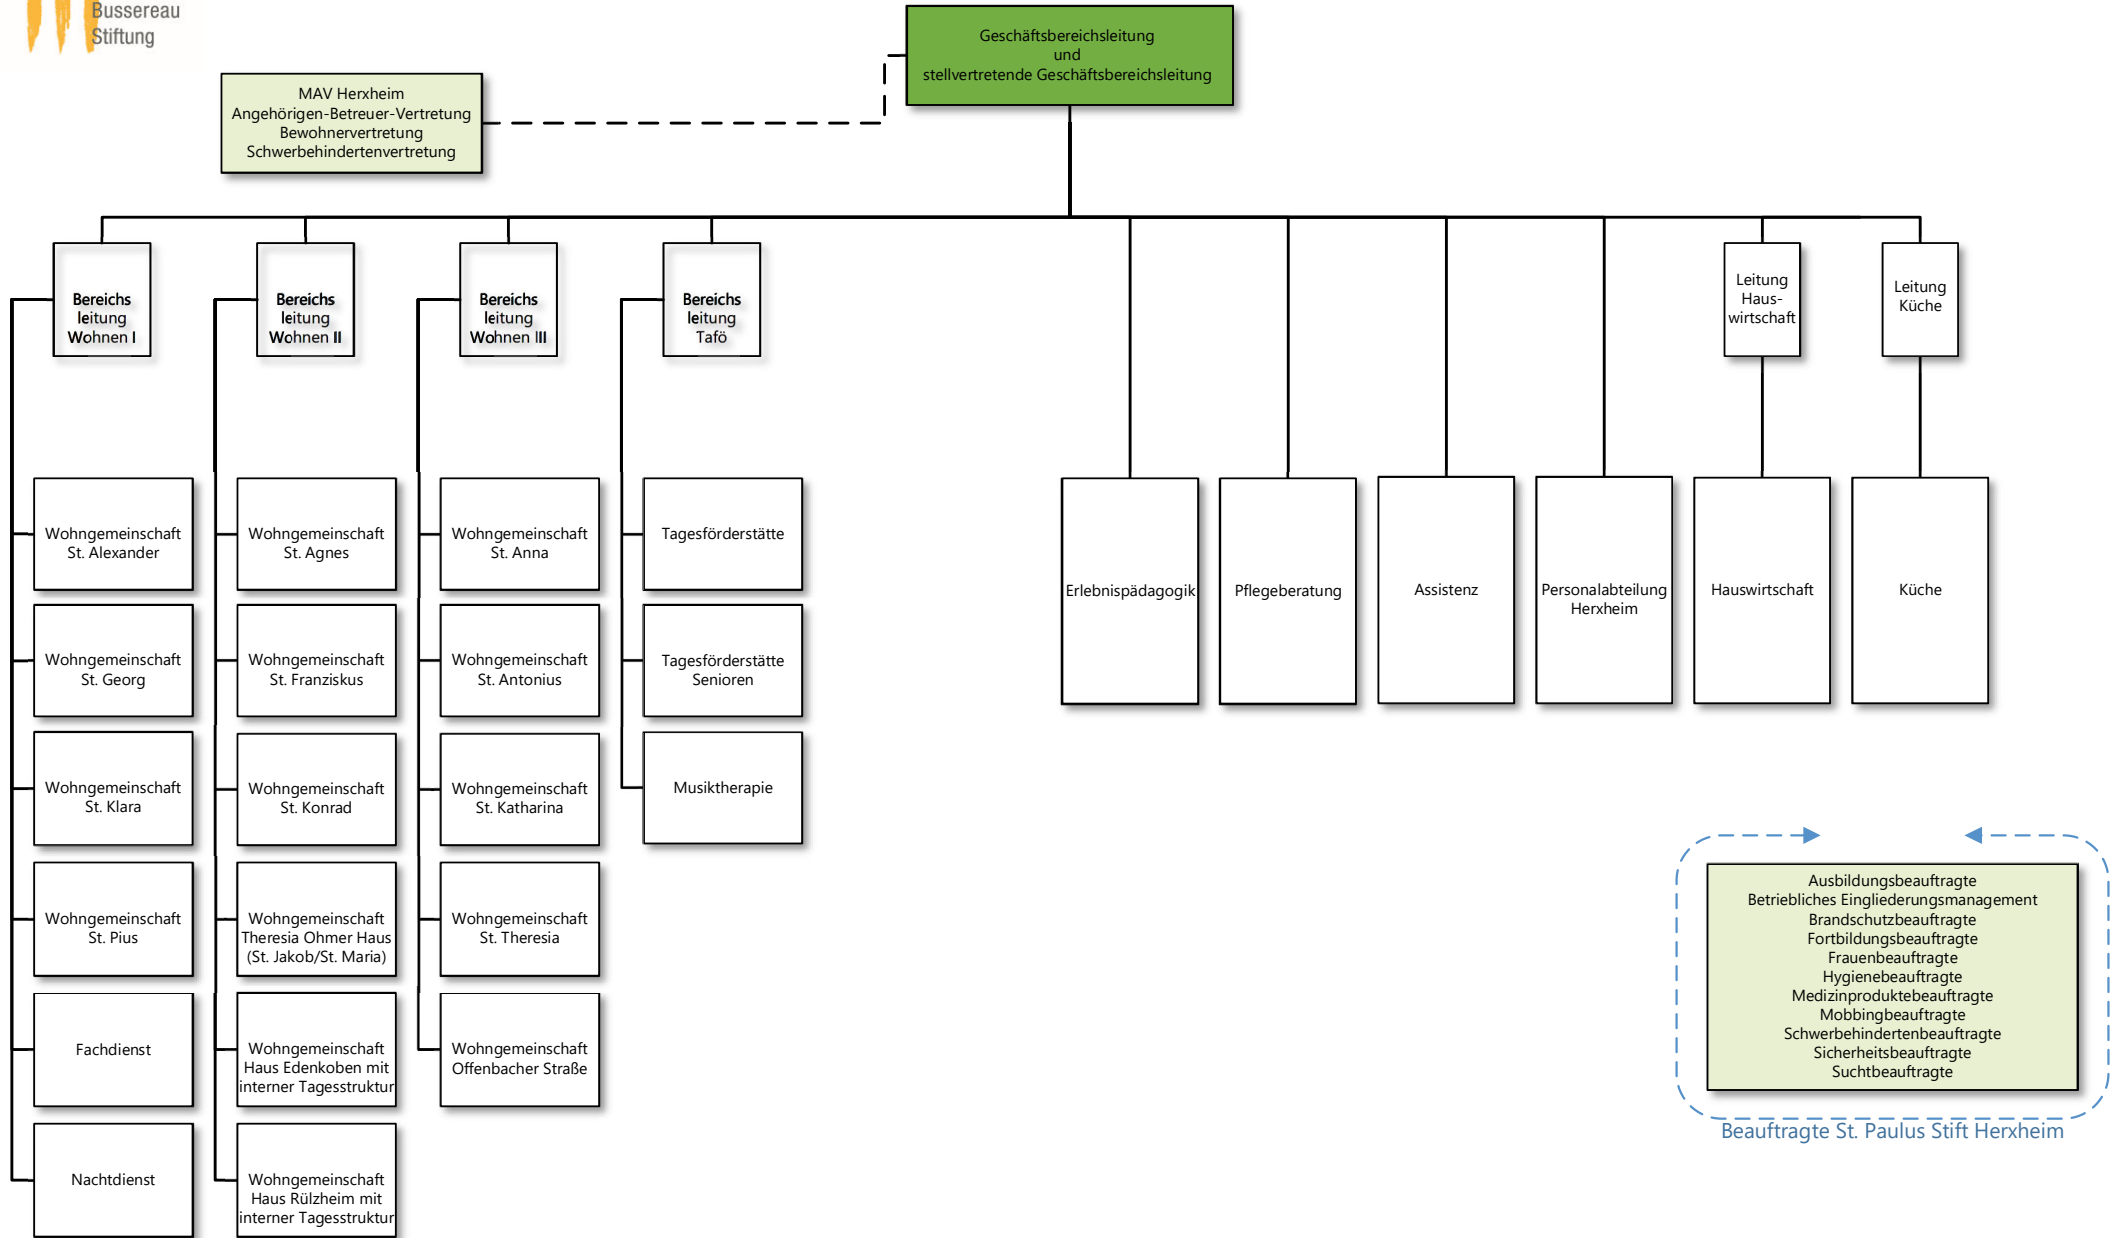 Bussereau
Stiftung
Geschäftsbereichsleitung
und
stellvertretende Geschäftsbereichsleitung
MAV Herxheim
Angehörigen-Betreuer-Vertretung
Bewohnervertretung
Schwerbehindertenvertretung
Bereichs
leitung
Wohnen I
Bereichs
leitung
Wohnen II
Bereichs
leitung
Wohnen III
Bereichs
leitung
Tafö
Leitung
Haus-
wirtschaft
Leitung
Küche
Wohngemeinschaft
St. Alexander
Wohngemeinschaft
St. Georg
Wohngemeinschaft
St. Klara
Wohngemeinschaft
St. Pius
Fachdienst
Nachtdienst
Wohngemeinschaft
St. Agnes
Wohngemeinschaft
St. Franziskus
Wohngemeinschaft
St. Konrad
Wohngemeinschaft
Theresia Ohmer Haus
(St. Jakob/St. Maria)
Wohngemeinschaft
Haus Edenkoben mit
interner Tagesstruktur
Wohngemeinschaft
Haus Rülzheim mit
interner Tagesstruktur
Wohngemeinschaft
St. Anna
Wohngemeinschaft
St. Antonius
Wohngemeinschaft
St. Katharina
Wohngemeinschaft
St. Theresia
Wohngemeinschaft
Offenbacher Straße
Tagesförderstätte
Tagesförderstätte
Senioren
Musiktherapie
Erlebnispädagogik
Pflegeberatung
Assistenz
Personalabteilung
Herxheim
Hauswirtschaft
Küche
Ausbildungsbeauftragte
Betriebliches Eingliederungsmanagement
Brandschutzbeauftragte
Fortbildungsbeauftragte
Frauenbeauftragte
Hygienebeauftragte
Medizinproduktebeauftragte
Mobbingbeauftragte
Schwerbehindertenbeauftragte
Sicherheitsbeauftragte
Suchtbeauftragte
Beauftragte St. Paulus Stift Herxheim